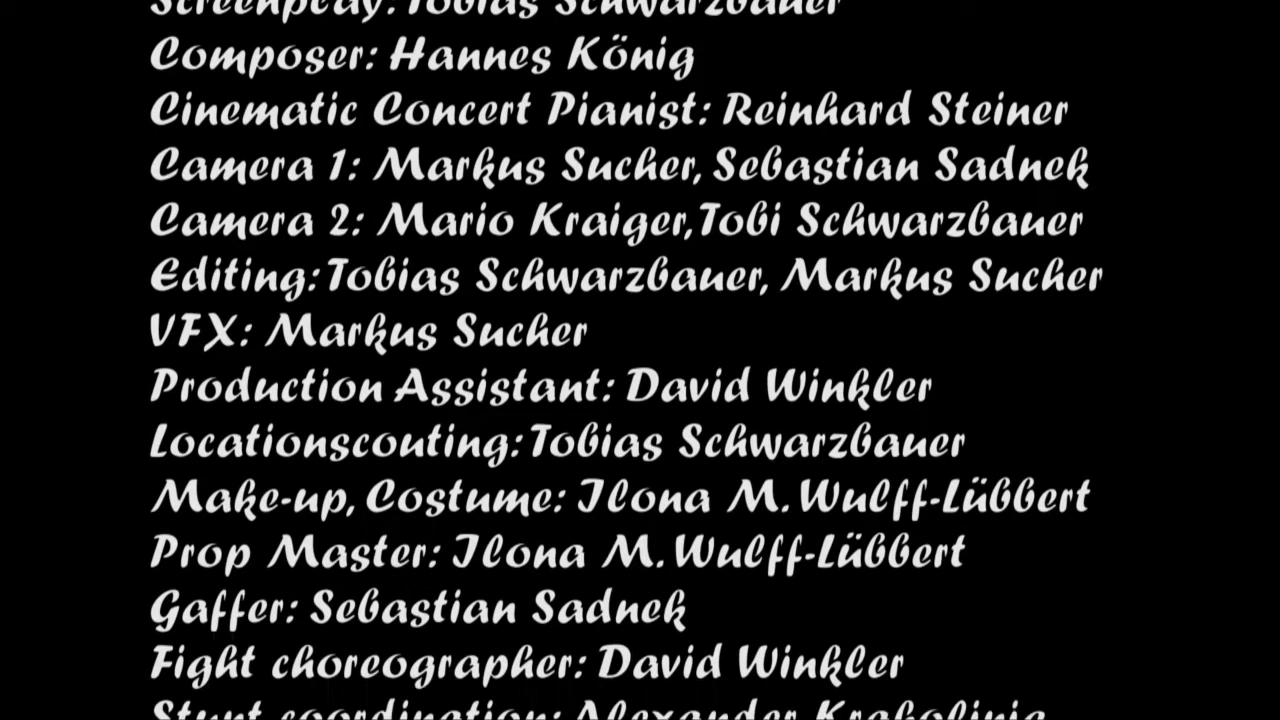 Screenplay: Tobias Schwarzbauer
Composer: Hannes König
Cinematic Concert Pianist: Reinhard Steiner
Camera 1: Markus Sucher, Sebastian Sadnek
Camera 2: Mario Kraiger, Tobi Schwarzbauer
Editing: Tobias Schwarzbauer, Markus Sucher
VFX: Markus Sucher
Production Assistant: David Winkler
Locationscouting: Tobias Schwarzbauer
Make-up, Costume: Ilona M. Wulff-Lübbert
Prop Master: Ilona M. Wulff-Lübbert
Gaffer: Sebastian Sadnek
Fight choreographer: David Winkler
Stunt coordination: Alexander